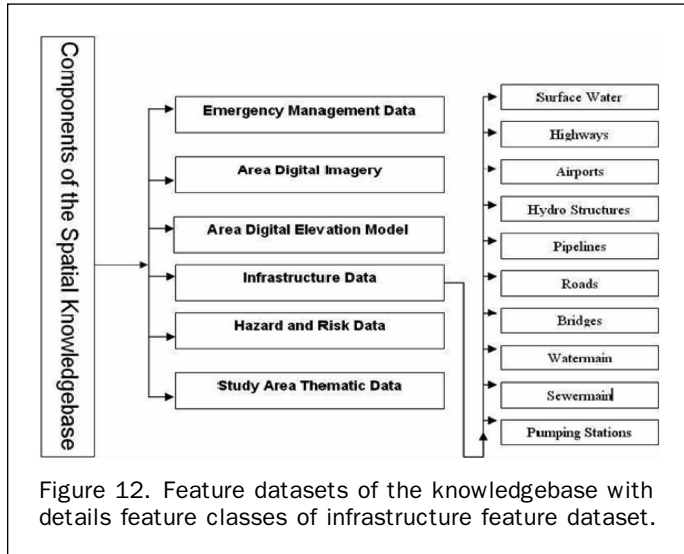 Components of the Spatial Knowledgebase
Emergency Management Data
Area Digital Imagery
Area Digital Elevation Model
Infrastructure Data
Hazard and Risk Data
Study Area Thematic Data
Surface Water
Highways
Airports
Hydro Structures
Pipelines
Roads
Bridges
Watermain
Sewermain
Pumping Stations
Figure 12. Feature datasets of the knowledgebase with
details feature classes of infrastructure feature dataset.